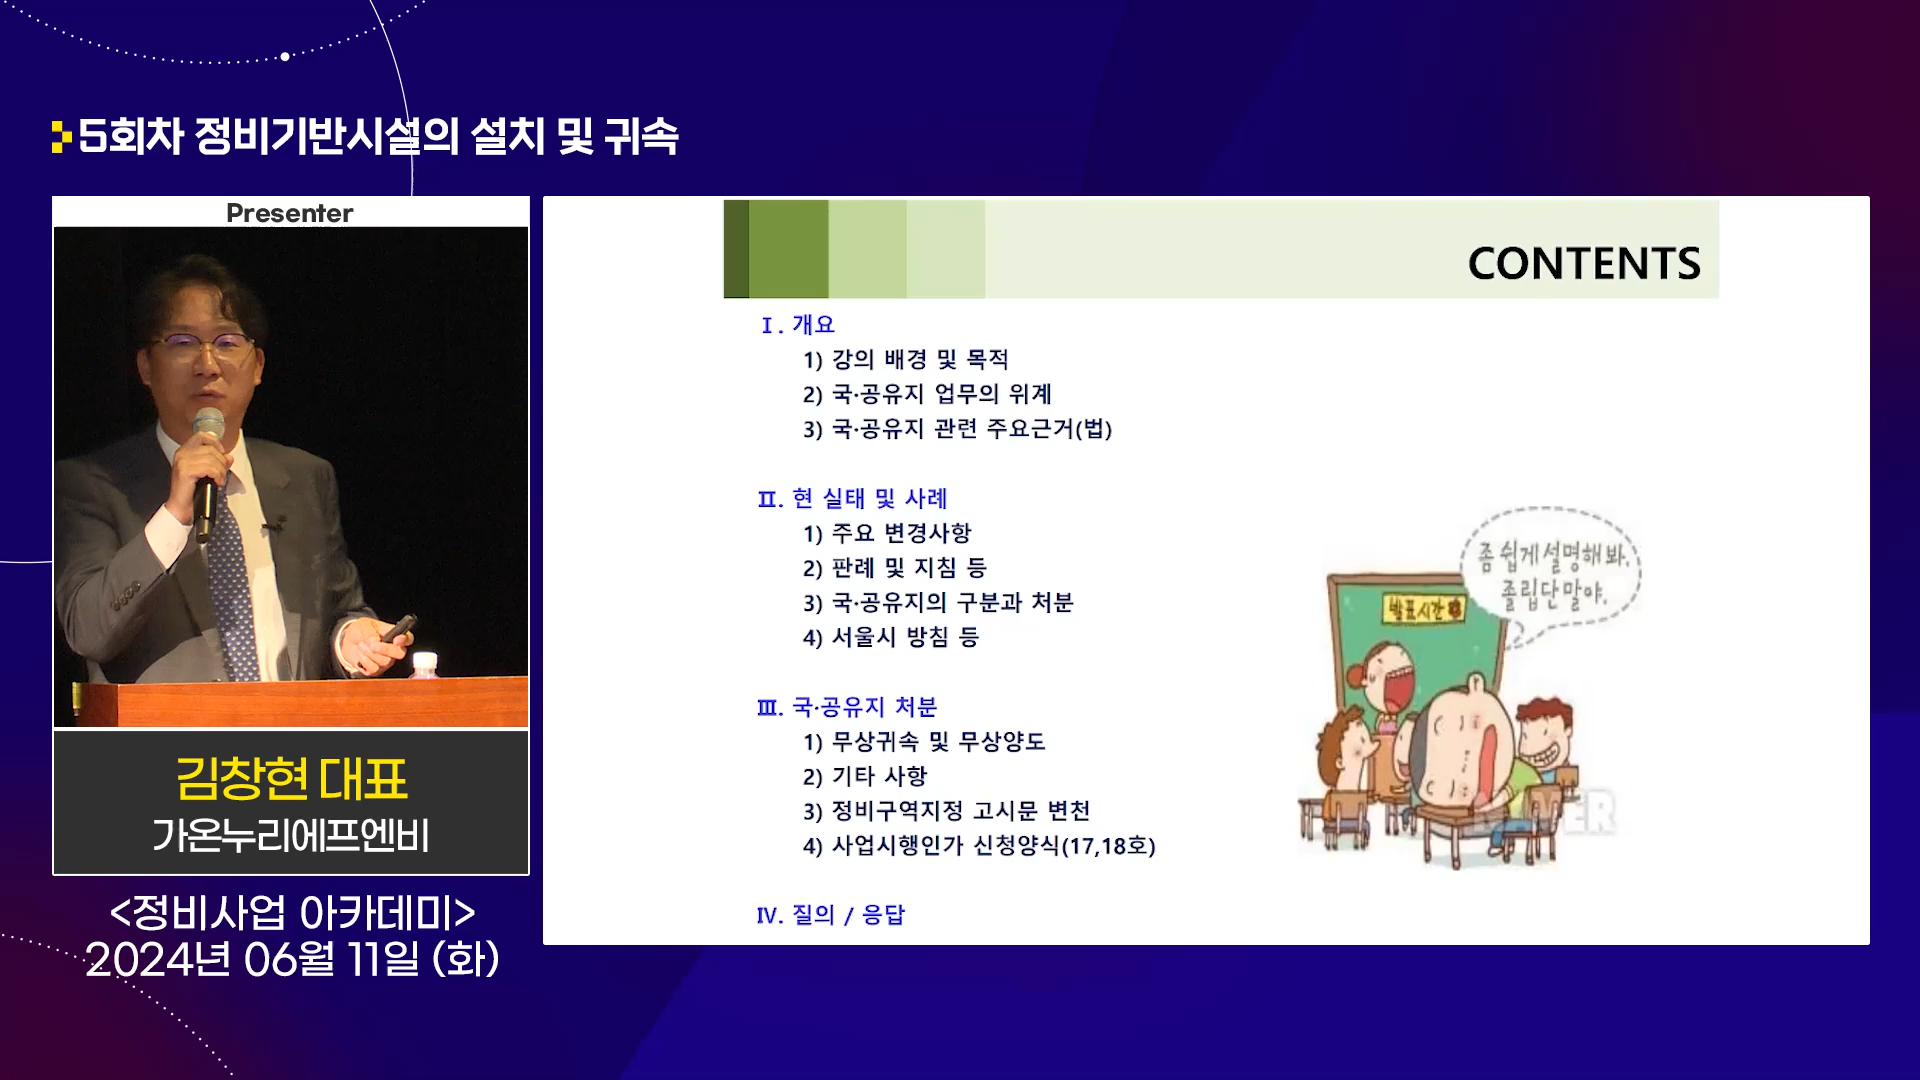 5회차 정비기반시설의 설치 및 귀속
Presenter
김창현 대표
가온누리에프엔비
<정비사업 아카데미>
2024년 06월 11일 (화)
CONTENTS
Ⅰ. 개요
1) 강의 배경 및 목적
2) 국·공유지 업무의 위계
3) 국·공유지 관련 주요근거(법)
Ⅱ. 현 실태 및 사례
1) 주요 변경사항
2) 판례 및 지침 등
3) 국·공유지의 구분과 처분
4) 서울시 방침 등
Ⅲ. 국·공유지 처분
1) 무상귀속 및 무상양도
2) 기타 사항
3) 정비구역지정 고시문 변천
4) 사업시행인가 신청양식(17,18호)
Ⅳ. 질의 / 응답
좀 쉽게 설명해 봐.
졸립단 말야.
발표시간